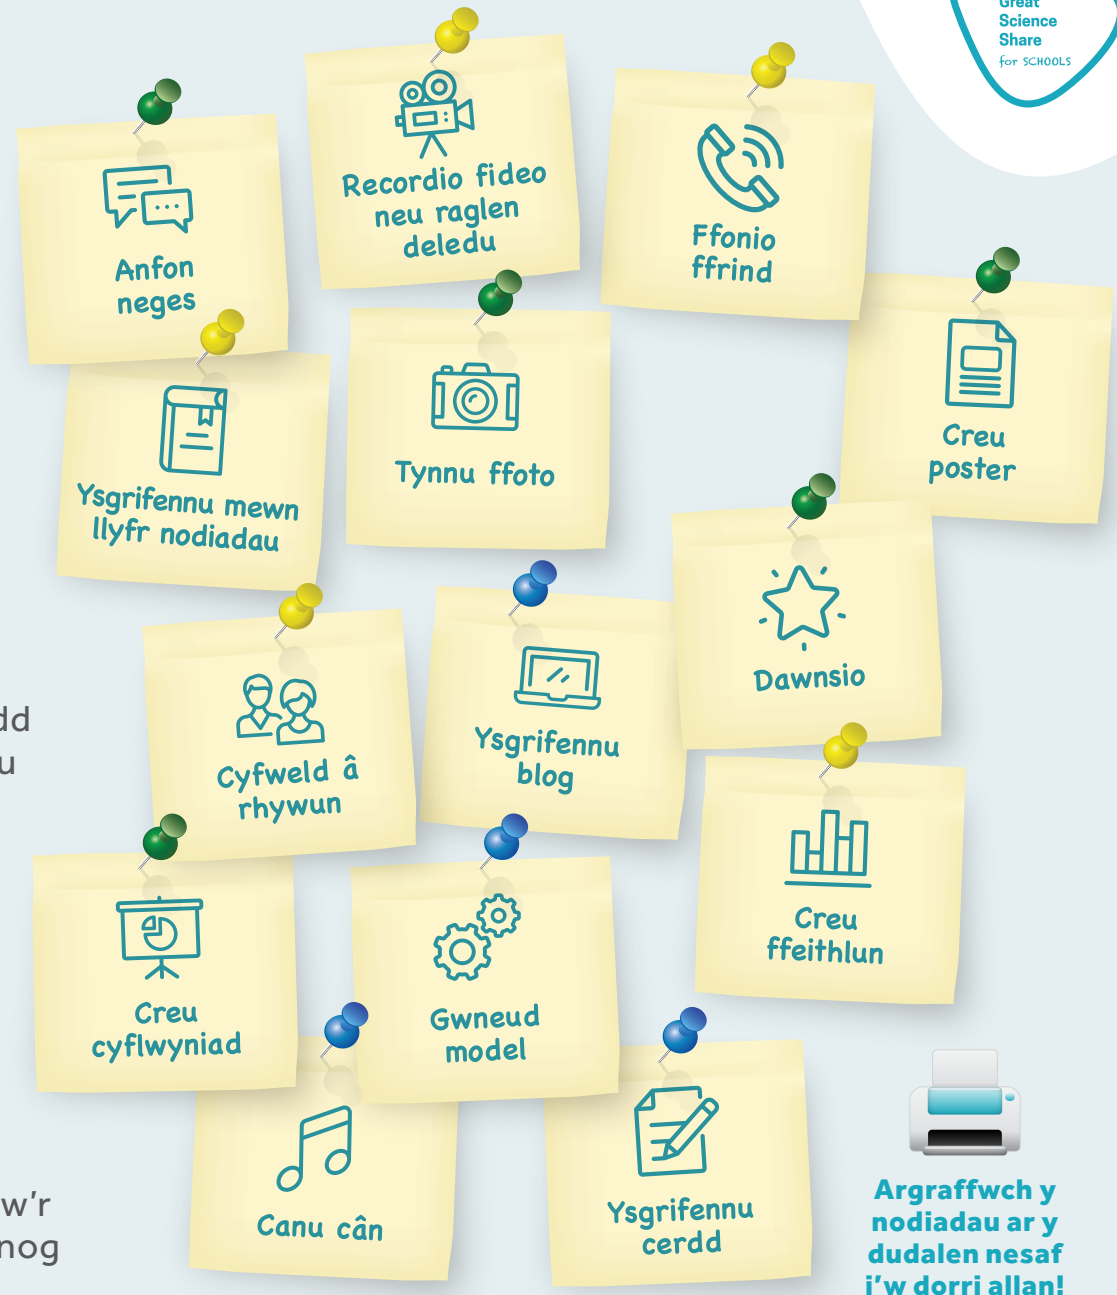 Great
Science
Share
for SCHOOLS
Recordio fideo
neu raglen
deledu
Ffonio
ffrind
Anfon
neges
Creu
poster
Tynnu ffoto
Ysgrifennu mewn
llyfr nodiadau
Dawnsio
Ysgrifennu
blog
Cyfweld â
rhywun
Creu
ffeithlun
Creu
cyflwyniad
Gwneud
model
Canu cân
Ysgrifennu
cerdd
w'r
nog
Argraffwch y
nodiadau ar y
dudalen nesaf
i'w dorri allan!